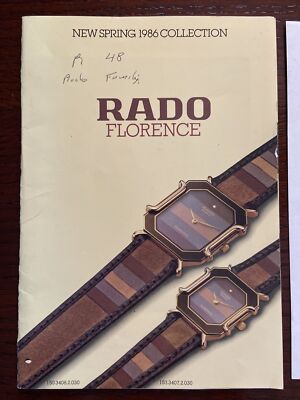 NEW SPRING 1986 COLLECTION
48
RADO
FLORENCE
153.3406.2.030
153.3407.2.030